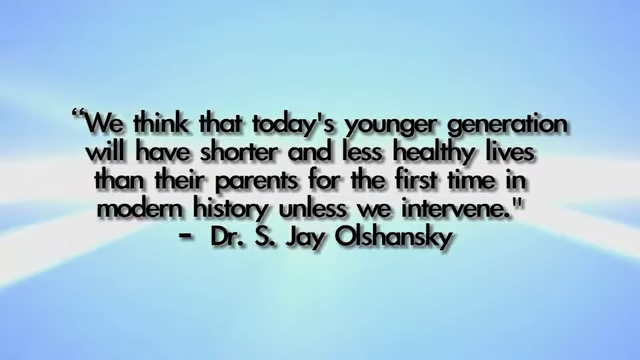 “We think that today's younger generation
will have shorter and less healthy lives
than their parents for the first time in
modern history unless we intervene."
- Dr. S. Jay Olshansky